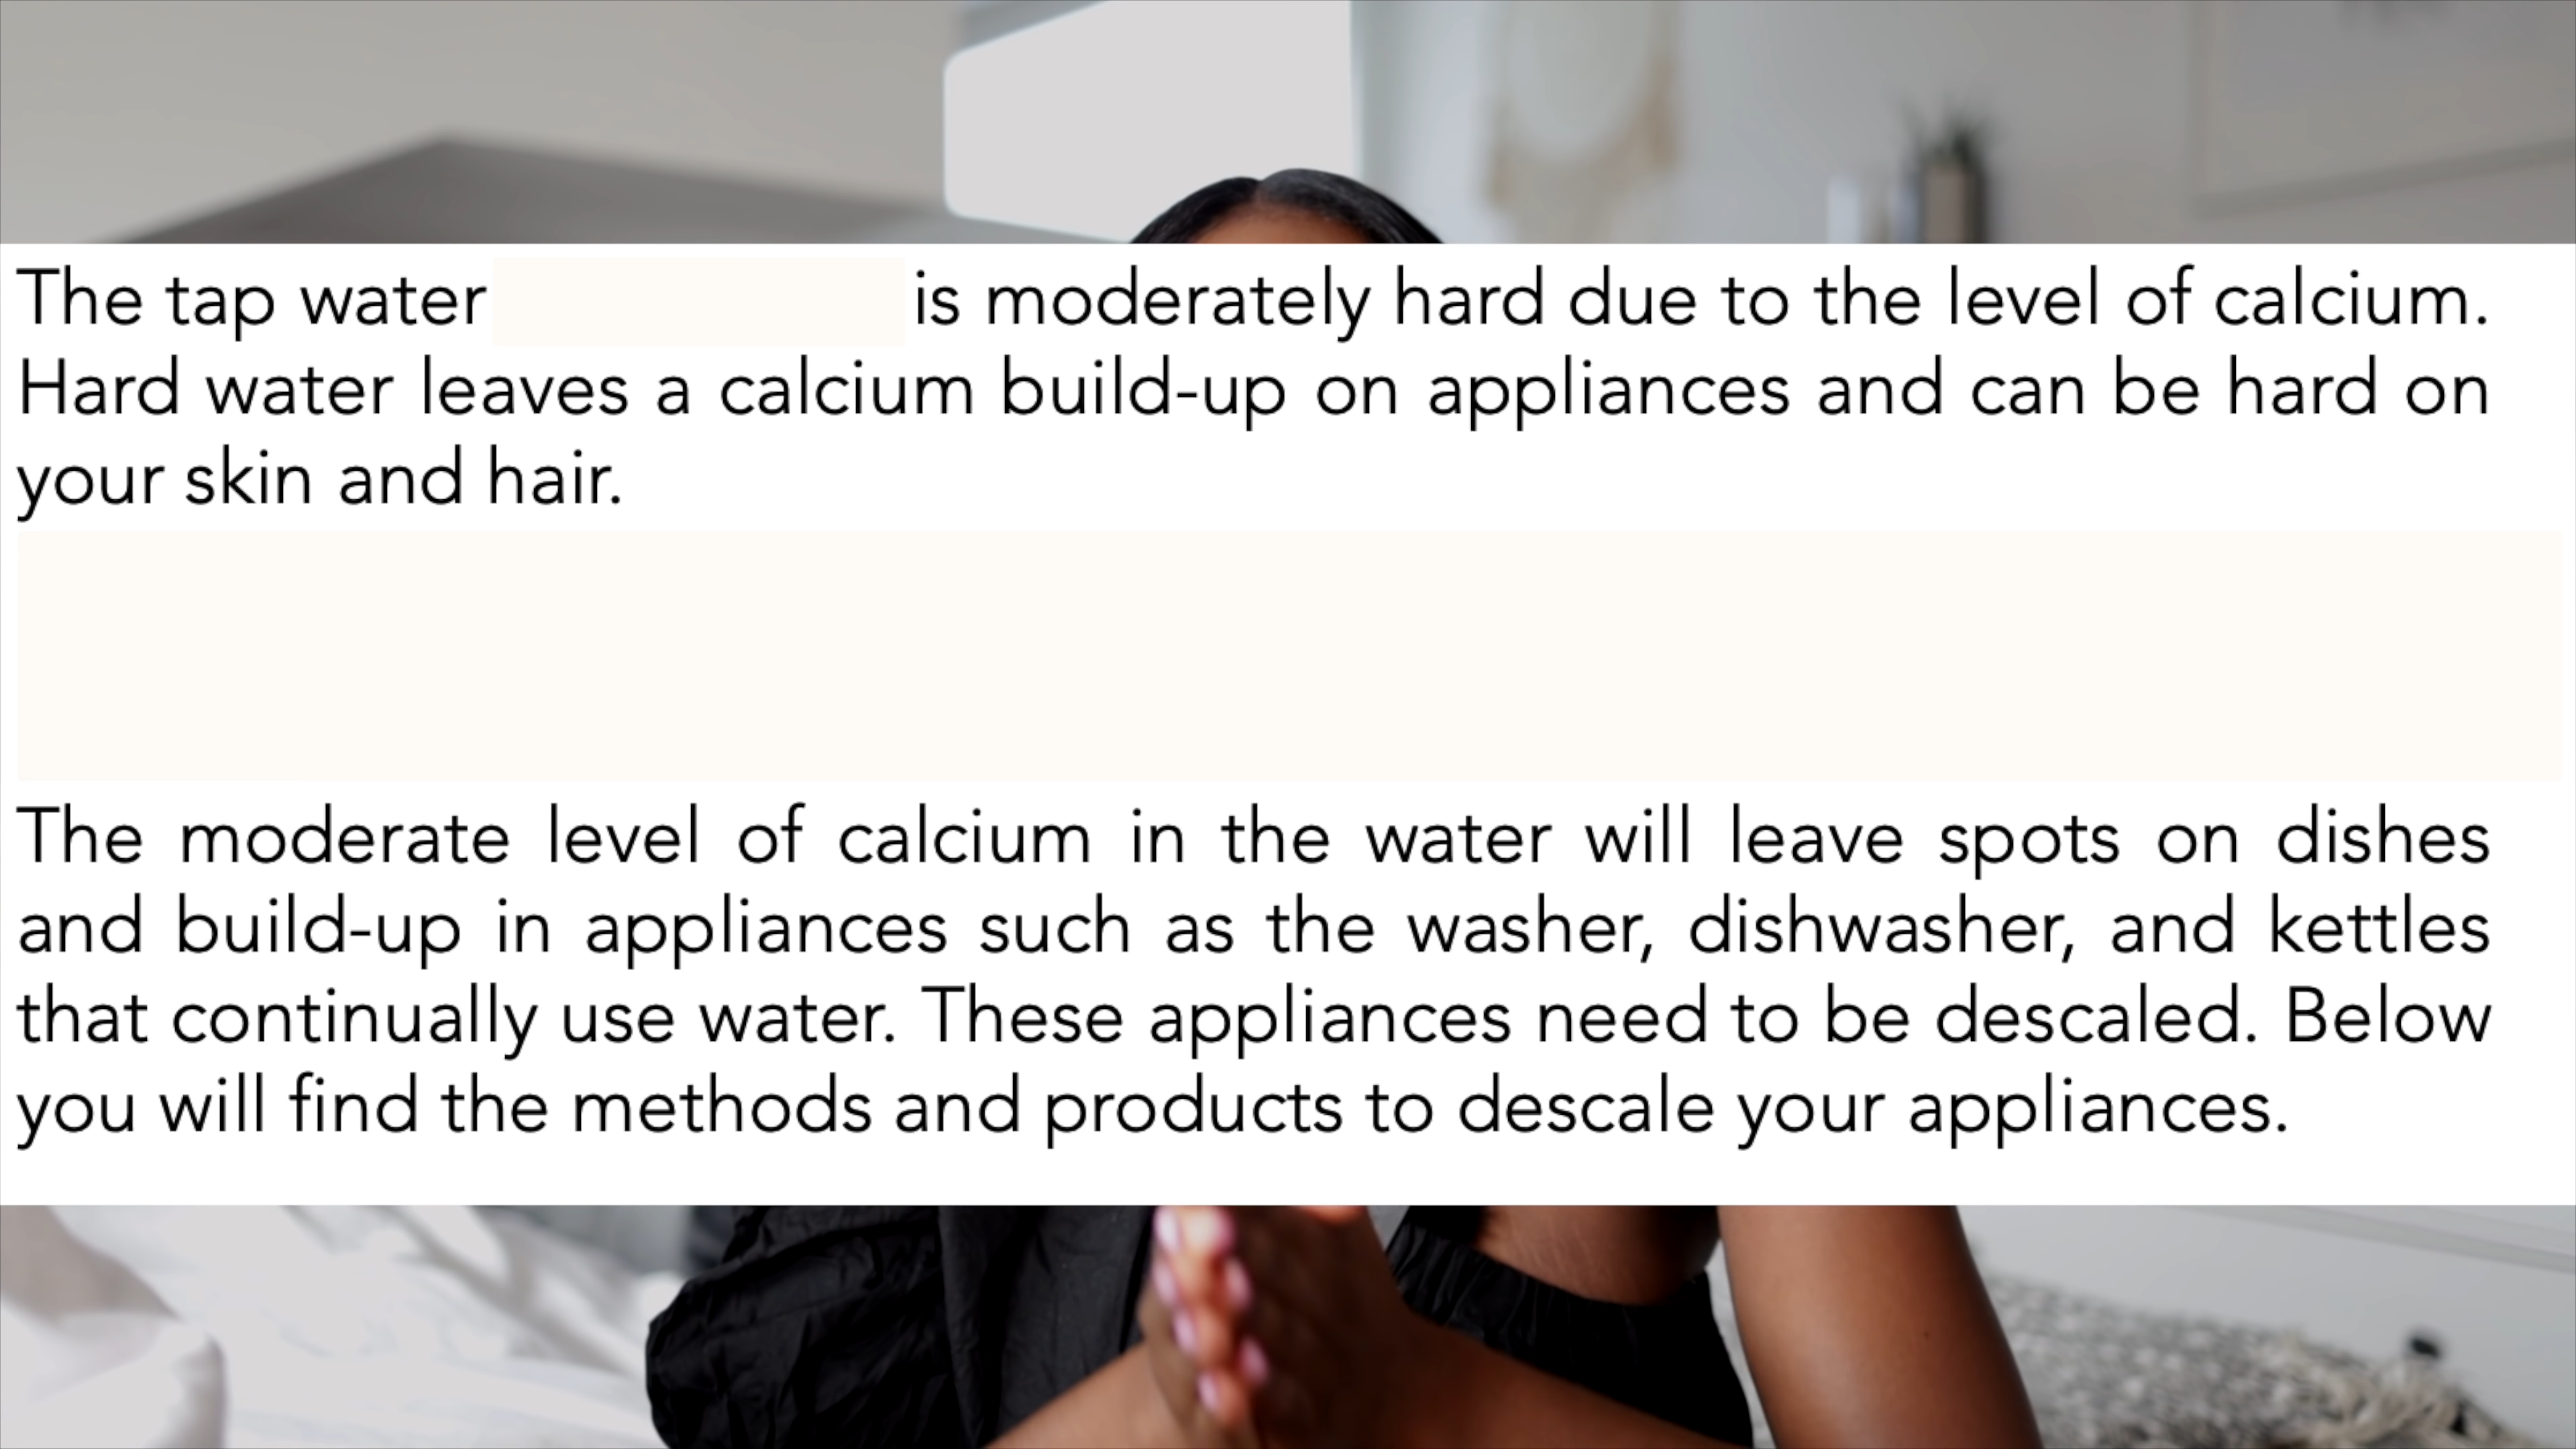 The tap water is moderately hard due to the level of calcium.
Hard water leaves a calcium build-up on appliances and can be hard on
your skin and hair.
The moderate level of calcium in the water will leave spots on dishes
and build-up in appliances such as the washer, dishwasher, and kettles
that continually use water. These appliances need to be descaled. Below
you will find the methods and products to descale your appliances.